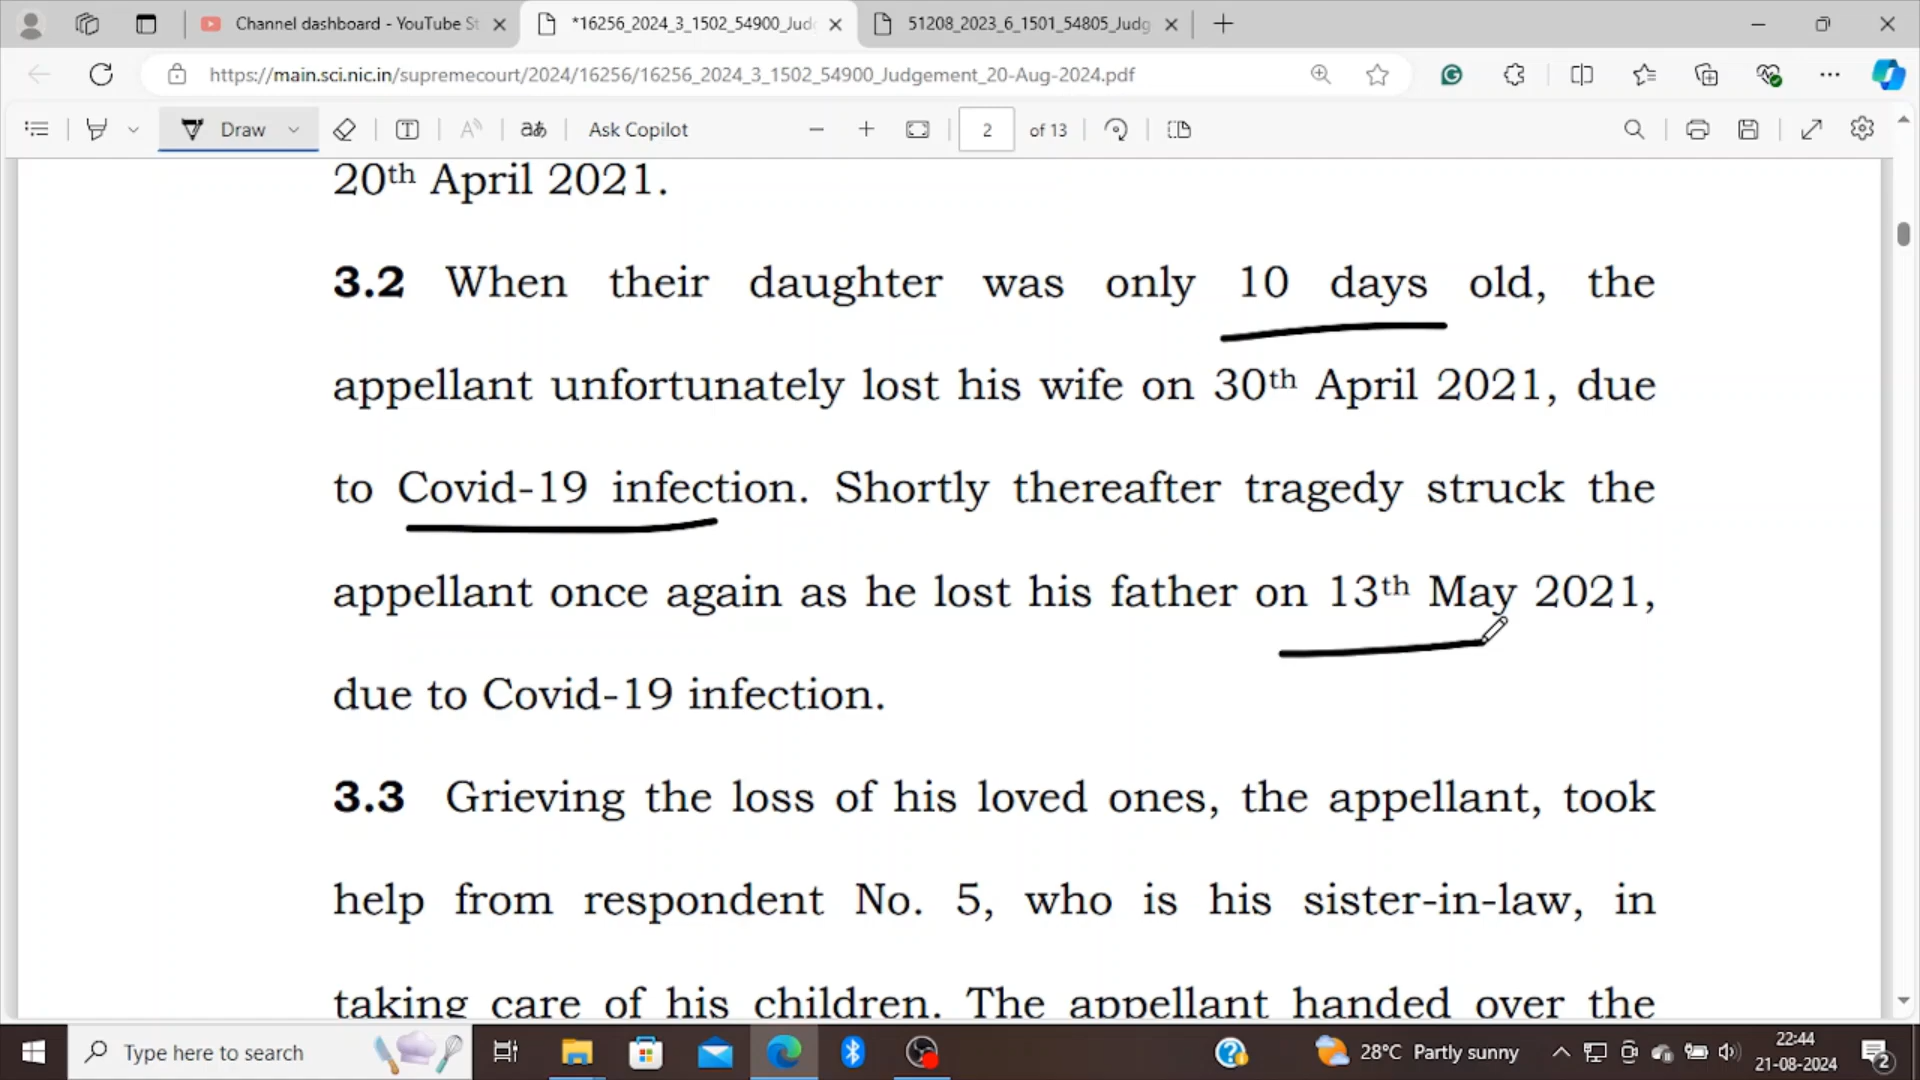 Channel dashboard - YouTube St
*16256_2024_3_1502_54900_Jud
51208_2023_6_1501_54805_Judg
https://main.sci.nic.in/supremecourt/2024/16256/16256_2024_3_1502_54900_Judgement_20-Aug-2024.pdf
Draw
Ask Copilot
2 of 13
20th April 2021.
3.2 When their daughter was only 10 days old, the
appellant unfortunately lost his wife on 30th April 2021, due
to Covid-19 infection. Shortly thereafter tragedy struck the
appellant once again as he lost his father on 13th May 2021,
due to Covid-19 infection.
3.3 Grieving the loss of his loved ones, the appellant, took
help from respondent No. 5, who is his sister-in-law, in
taking care of his children. The appellant handed over the
Type here to search
28°C Partly sunny
22:44
21-08-2024
2